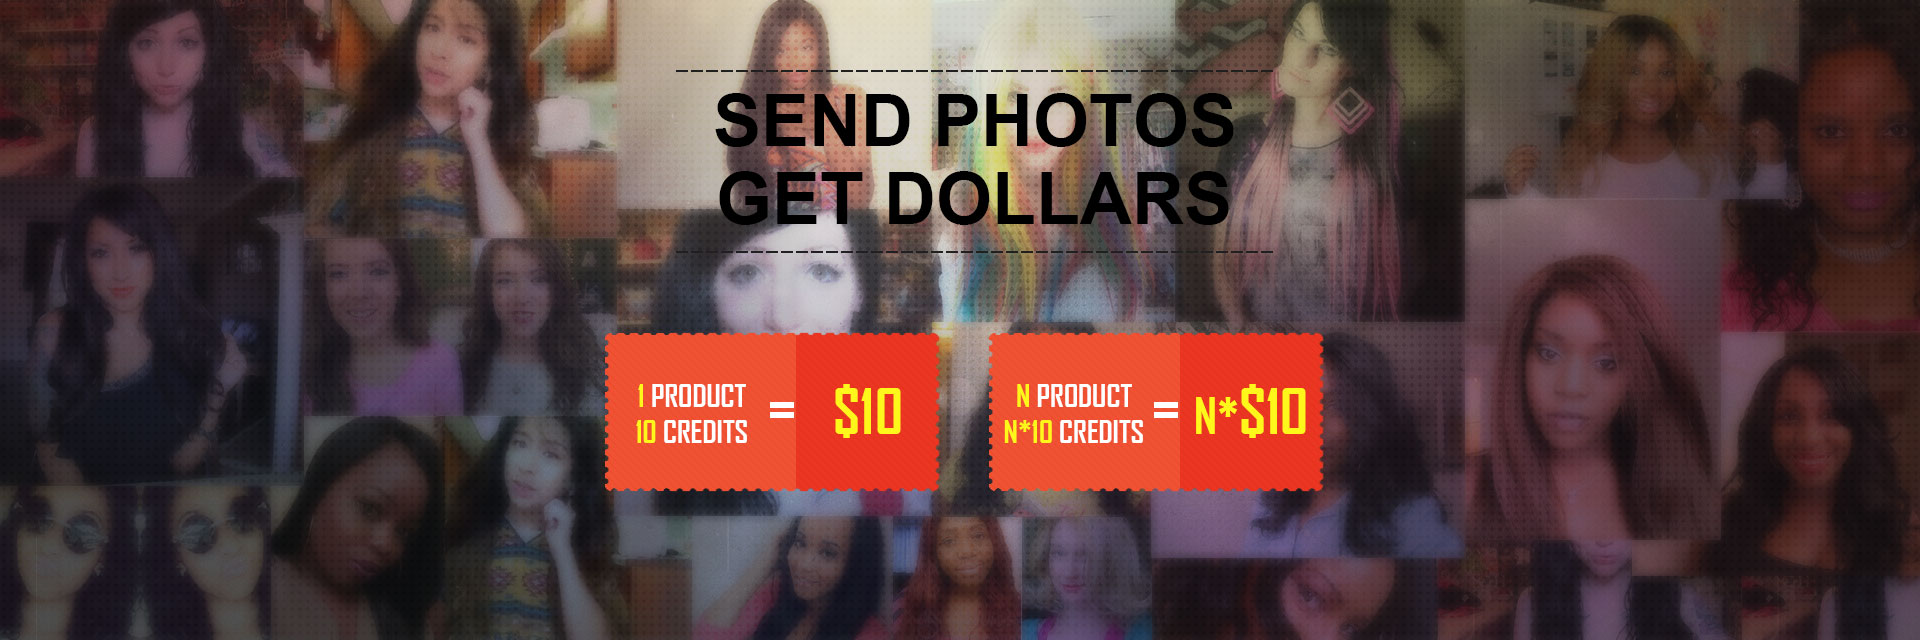 SEND PHOTOS
GET DOLLARS
1 PRODUCT
10 CREDITS
=
$10
N PRODUCT
N*10 CREDITS
=
N*$10